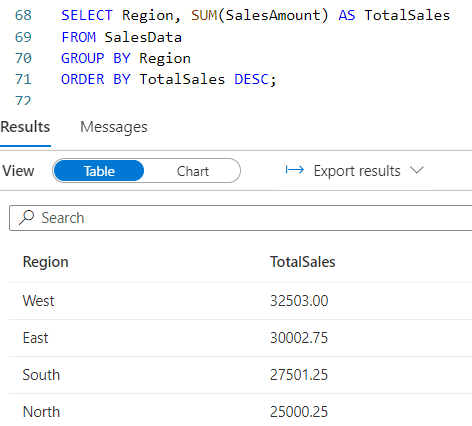 68 SELECT Region, SUM(SalesAmount) AS TotalSales
69 FROM SalesData
70 GROUP BY Region
71 ORDER BY TotalSales DESC;
72
Results Messages
View Table Chart Export results
Search
Region TotalSales
West 32503.00
East 30002.75
South 27501.25
North 25000.25